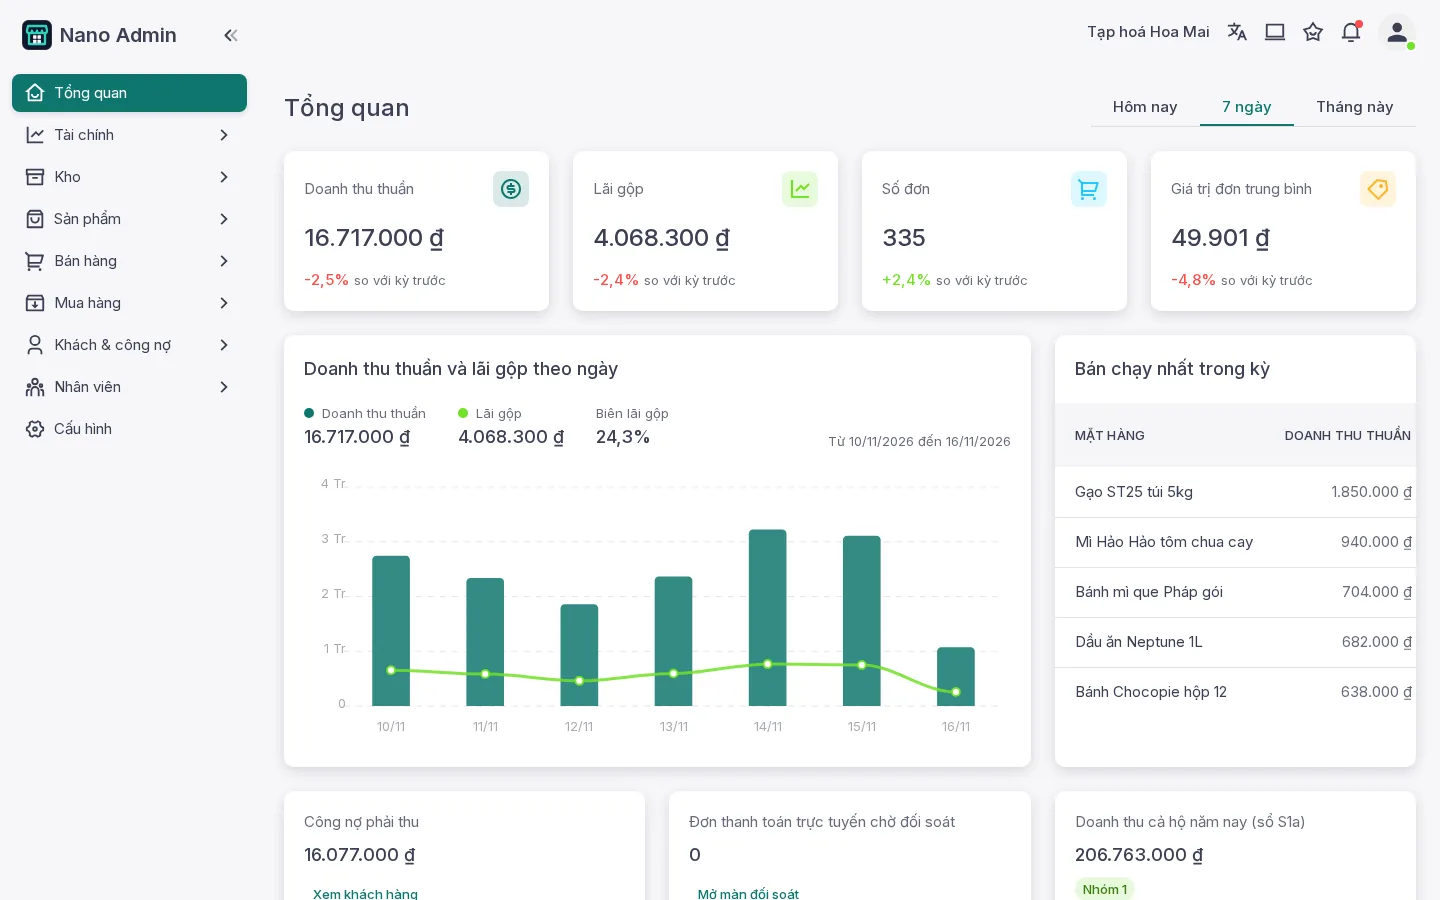 Nano Admin
Tạp hoá Hoa Mai
Tổng quan
Tài chính
Kho
Sản phẩm
Bán hàng
Mua hàng
Khách & công nợ
Nhân viên
Cấu hình
Tổng quan
Hôm nay
7 ngày
Tháng này
Doanh thu thuần
16.717.000 ₫
-2,5% so với kỳ trước
Lãi gộp
4.068.300 ₫
-2,4% so với kỳ trước
Số đơn
335
+2,4% so với kỳ trước
Giá trị đơn trung bình
49.901 ₫
-4,8% so với kỳ trước
Doanh thu thuần và lãi gộp theo ngày
Doanh thu thuần
16.717.000 ₫
Lãi gộp
4.068.300 ₫
Biên lãi gộp
24,3%
Từ 10/11/2026 đến 16/11/2026
4 Tr
3 Tr
2 Tr
1 Tr
0
10/11 11/11 12/11 13/11 14/11 15/11 16/11
Bán chạy nhất trong kỳ
MẶT HÀNG DOANH THU THUẦN
Gạo ST25 túi 5kg 1.850.000 ₫
Mì Hảo Hảo tôm chua cay 940.000 ₫
Bánh mì que Pháp gói 704.000 ₫
Dầu ăn Neptune 1L 682.000 ₫
Bánh Chocopie hộp 12 638.000 ₫
Công nợ phải thu
16.077.000 ₫
Xem khách hàng
Đơn thanh toán trực tuyến chờ đối soát
0
Mở màn đối soát
Doanh thu cả hộ năm nay (sổ S1a)
206.763.000 ₫
Nhóm 1